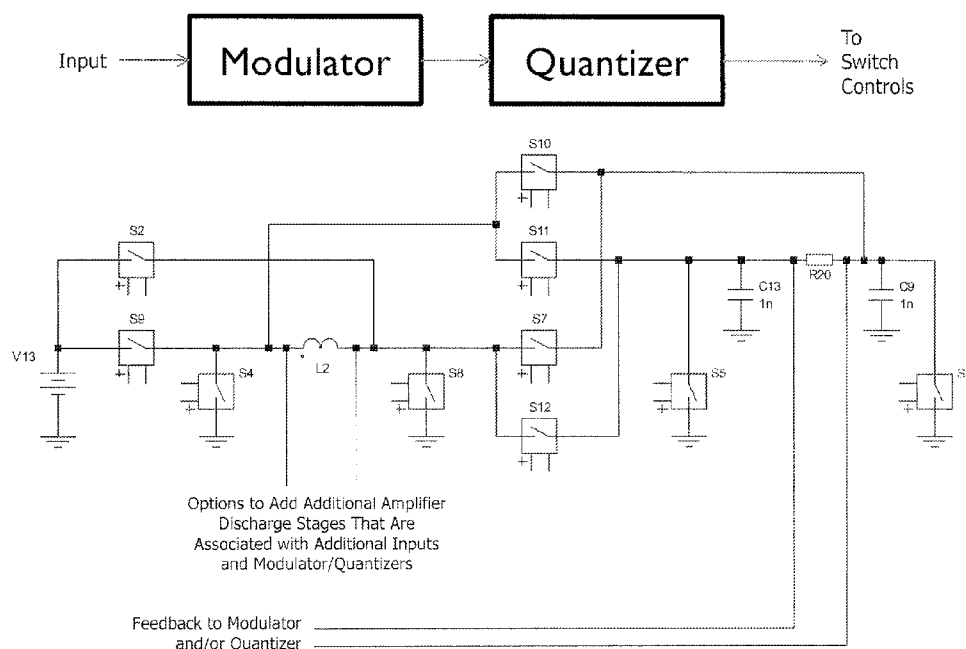 Input
Modulator
Quantizer
To
Switch
Controls
S10
S11
S2
S9
V13
S4
L2
S8
S7
S12
S5
C13
1n
R20
C9
1n
S
+
+
+
+
+
+
+
+
+
Options to Add Additional Amplifier
Discharge Stages That Are
Associated with Additional Inputs
and Modulator/Quantizers
Feedback to Modulator
and/or Quantizer